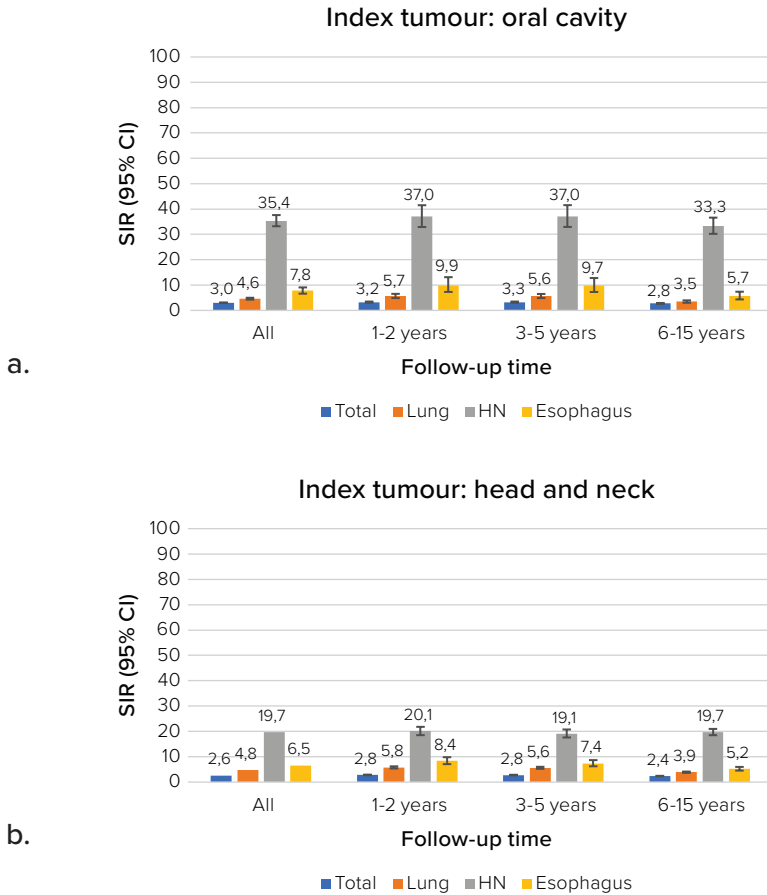 Index tumour: oral cavity
SIR (95% CI)
100
90
80
70
60
50
40
30
20
10
0
3,0 4,6 35,4 7,8
3,2 5,7 37,0 9,9
3,3 5,6 37,0 9,7
2,8 3,5 33,3 5,7
All 1-2 years 3-5 years 6-15 years
Follow-up time
a.
Total Lung HN Esophagus
Index tumour: head and neck
SIR (95% CI)
100
90
80
70
60
50
40
30
20
10
0
2,6 4,8 19,7 6,5
2,8 5,8 20,1 8,4
2,8 5,6 19,1 7,4
2,4 3,9 19,7 5,2
All 1-2 years 3-5 years 6-15 years
Follow-up time
b.
Total Lung HN Esophagus